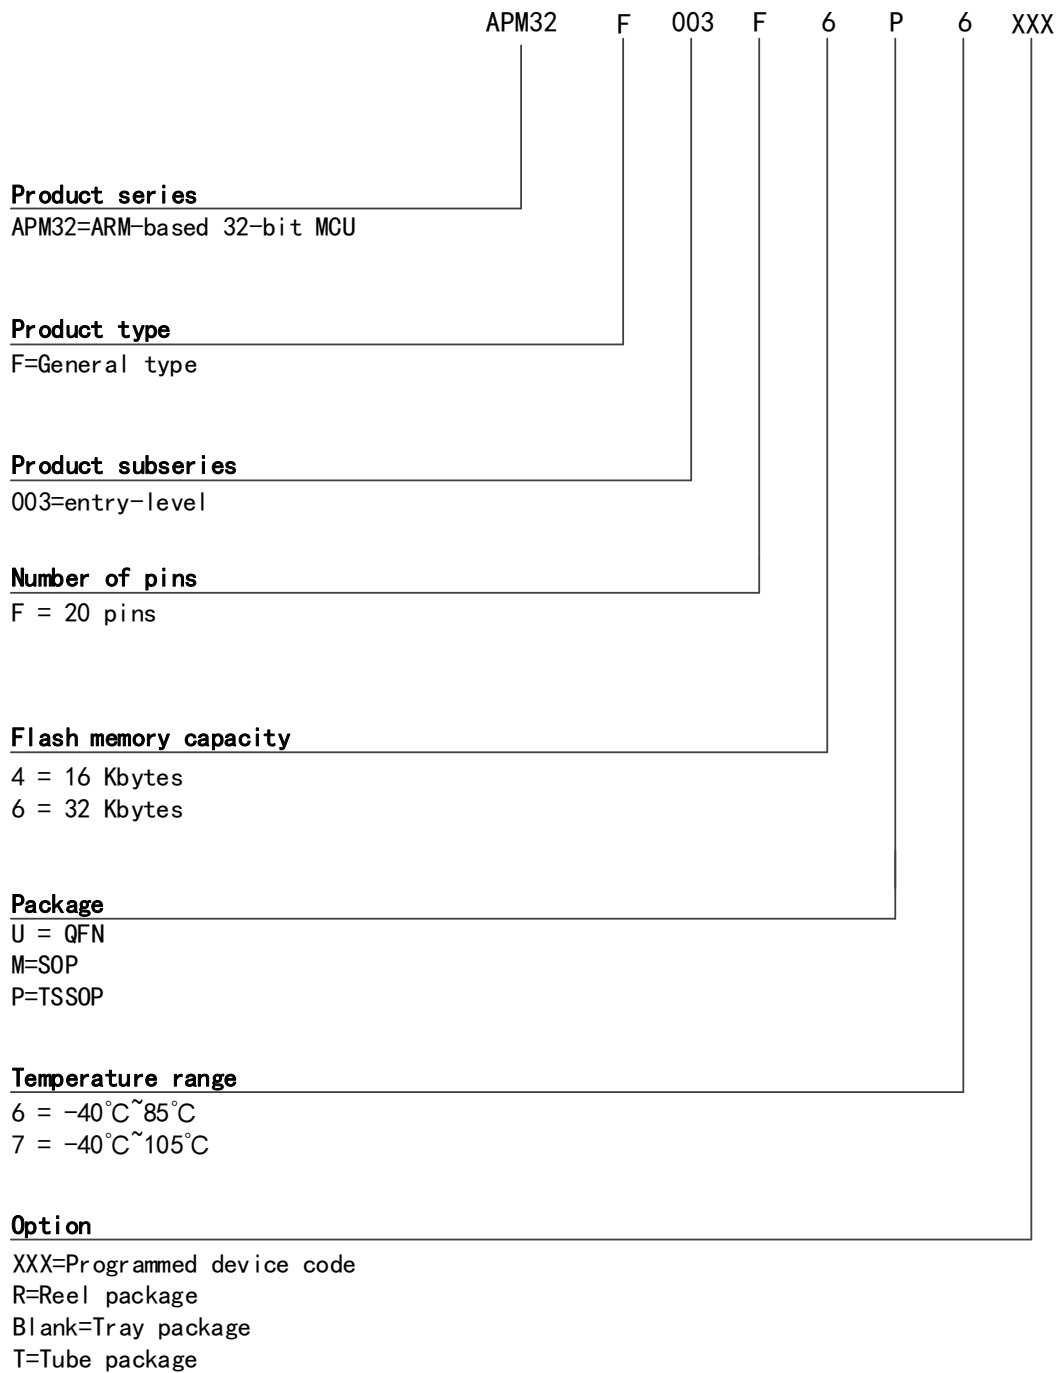 APM32 F 003 F 6 P 6 XXX
Product series
APM32=ARM-based 32-bit MCU
Product type
F=General type
Product subseries
003=entry-level
Number of pins
F = 20 pins
Flash memory capacity
4 = 16 Kbytes
6 = 32 Kbytes
Package
U = QFN
M=SOP
P=TSSOP
Temperature range
6 = -40℃~85℃
7 = -40℃~105℃
Option
XXX=Programmed device code
R=Reel package
Blank=Tray package
T=Tube package